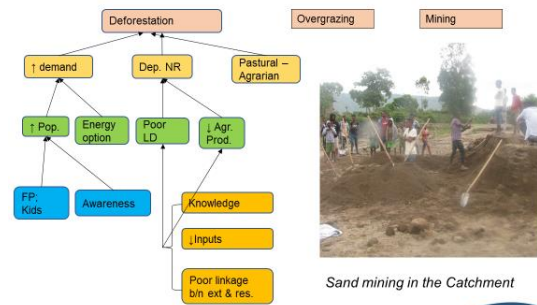 Deforestation
Overgrazing
Mining
↑ demand
Dep. NR
Pastural –
Agrarian
↑ Pop.
Energy
option
Poor
LD
↓ Agr.
Prod.
FP;
Kids
Awareness
Knowledge
↓Inputs
Poor linkage
b/n ext & res.
Sand mining in the Catchment